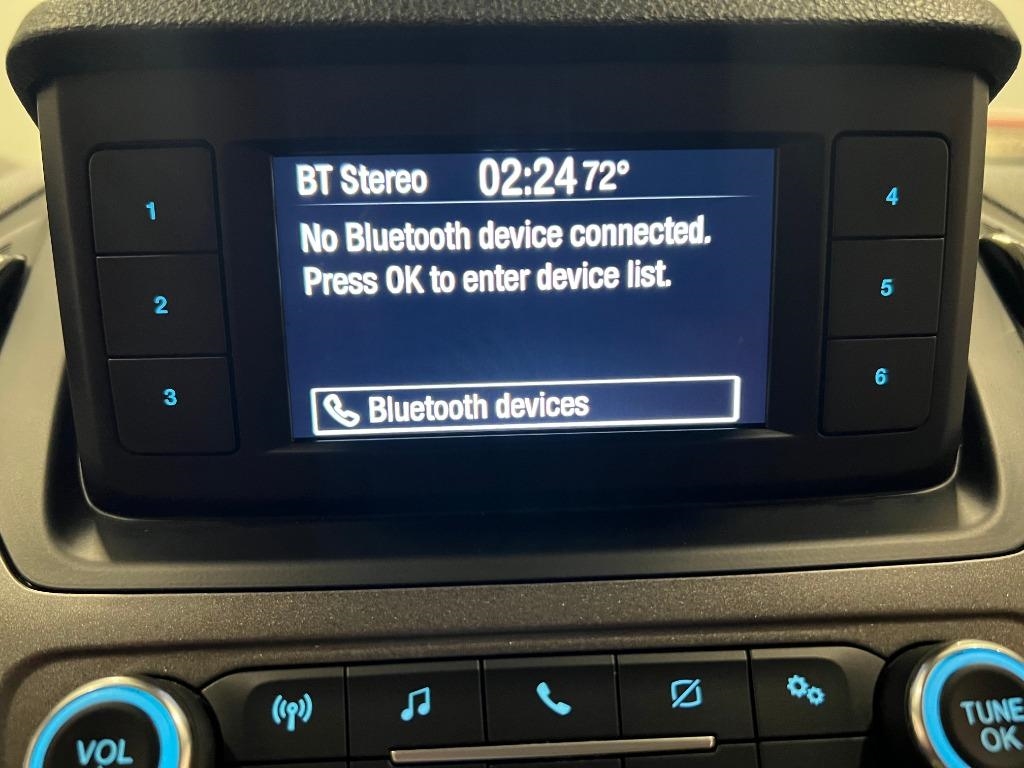 BT Stereo 02:24 72°
No Bluetooth device connected.
Press OK to enter device list.
Bluetooth devices
1
2
3
4
5
6
VOL
TUNE
OK